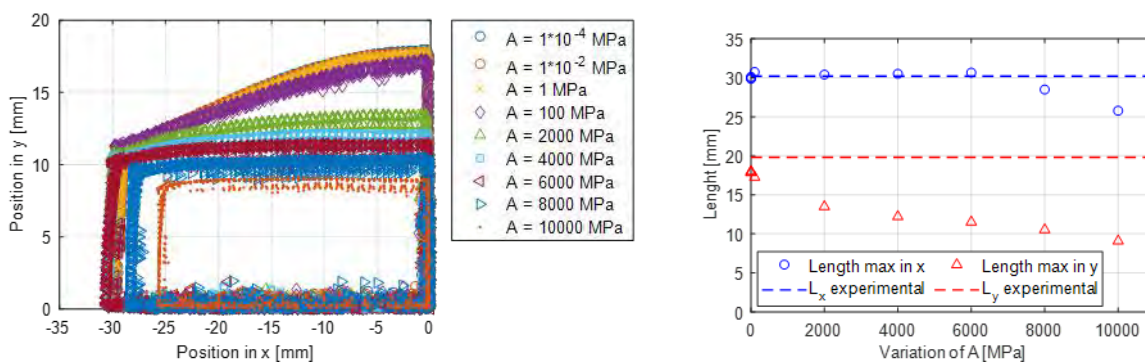 20
15
10
5
0
-35
-30
-25
-20
-15
-10
-5
0
Position in y [mm]
Position in x [mm]
A = 1*10-4 MPa
A = 1*10-2 MPa
A = 1 MPa
A = 100 MPa
A = 2000 MPa
A = 4000 MPa
A = 6000 MPa
A = 8000 MPa
A = 10000 MPa
35
30
25
20
15
10
5
0
0
2000
4000
6000
8000
10000
Lenght [mm]
Variation of A [MPa]
Length max in x
Length max in y
Lx experimental
Ly experimental